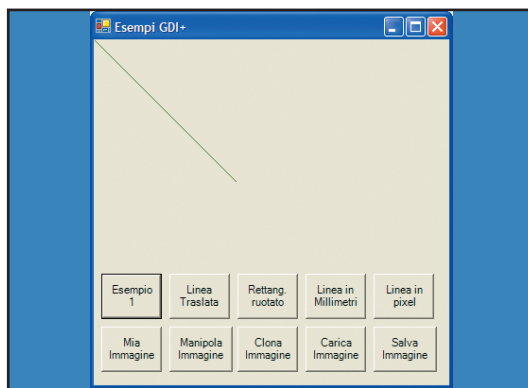 Esempi GDI+
Esempio
1
Linea
Traslata
Rettang.
ruotato
Linea in
Millimetri
Linea in
pixel
Mia
Immagine
Manipola
Immagine
Clona
Immagine
Carica
Immagine
Salva
Immagine